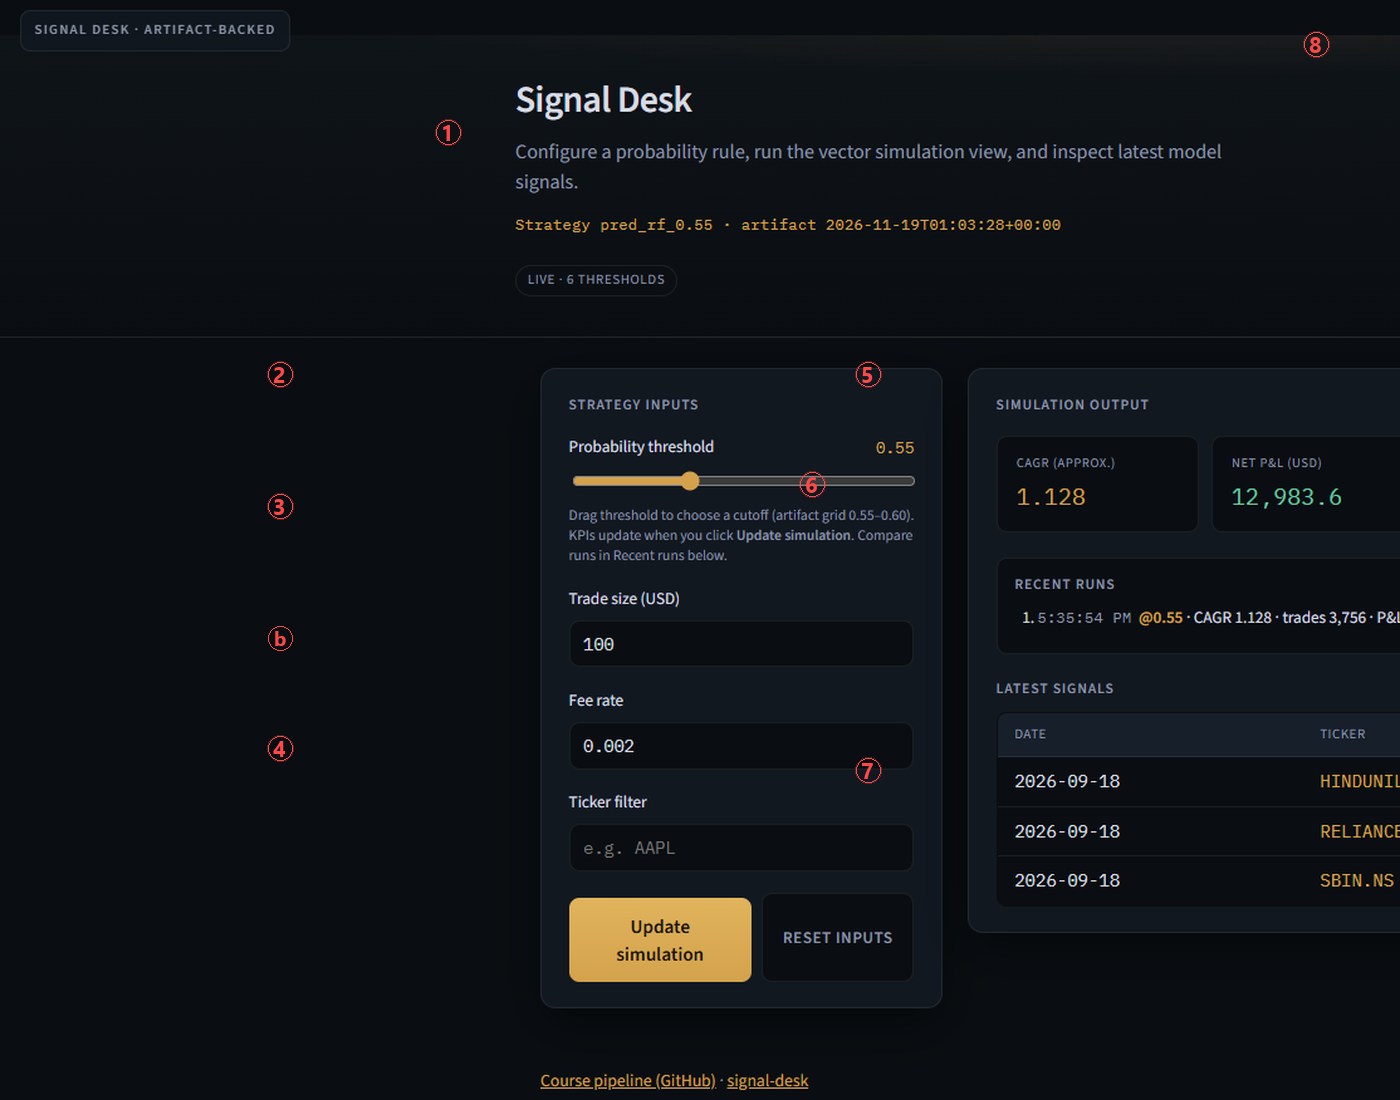 SIGNAL DESK · ARTIFACT-BACKED
⑧
Signal Desk
①
Configure a probability rule, run the vector simulation view, and inspect latest model
signals.
Strategy pred_rf_0.55 · artifact 2026-11-19T01:03:28+00:00
LIVE · 6 THRESHOLDS
②
⑤
STRATEGY INPUTS
Probability threshold
0.55
⑥
③
Drag threshold to choose a cutoff (artifact grid 0.55–0.60).
KPIs update when you click Update simulation. Compare
runs in Recent runs below.
Trade size (USD)
ⓑ
100
Fee rate
④
0.002
⑦
Ticker filter
e.g. AAPL
Update
simulation
RESET INPUTS
SIMULATION OUTPUT
CAGR (APPROX.)
1.128
NET P&L (USD)
12,983.6
RECENT RUNS
1. 5:35:54 PM @0.55 · CAGR 1.128 · trades 3,756 · P&L
LATEST SIGNALS
DATE TICKER
2026-09-18 HINDUNIL
2026-09-18 RELIANCE
2026-09-18 SBIN.NS
Course pipeline (GitHub) · signal-desk